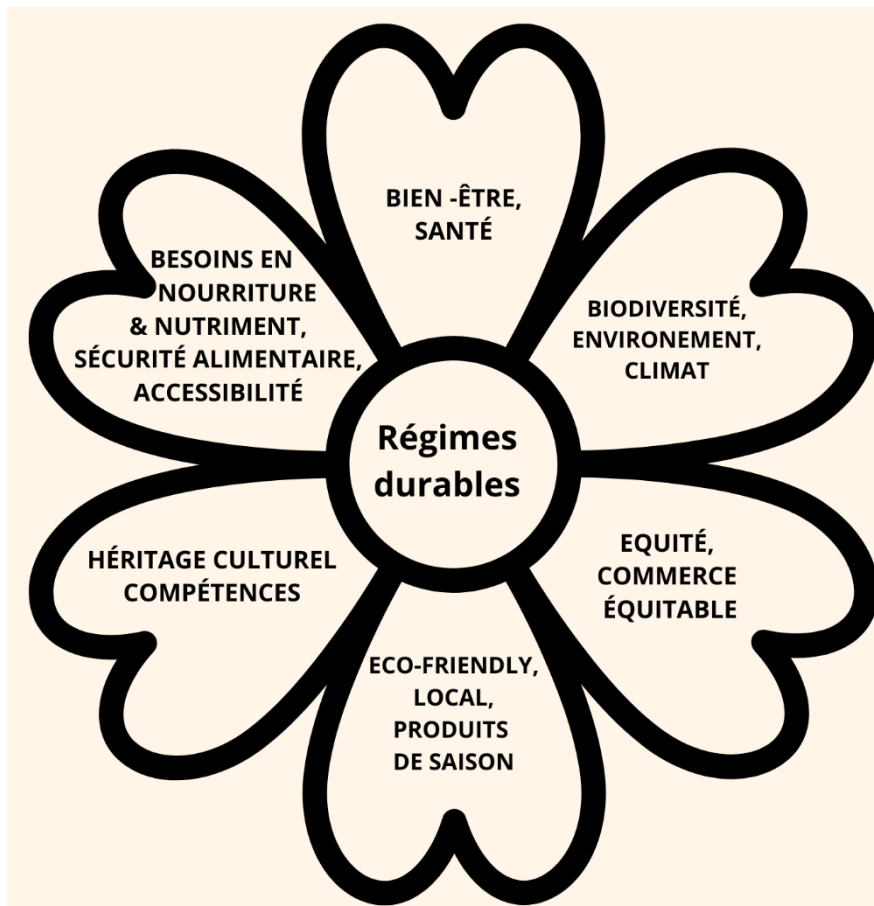 BIEN -ÊTRE,
SANTÉ
BESOINS EN
NOURRITURE
& NUTRIMENT,
SÉCURITÉ ALIMENTAIRE,
ACCESSIBILITÉ
BIODIVERSITÉ,
ENVIRONEMENT,
CLIMAT
Régimes
durables
HÉRITAGE CULTUREL
COMPÉTENCES
EQUITÉ,
COMMERCE
ÉQUITABLE
ECO-FRIENDLY,
LOCAL,
PRODUITS
DE SAISON